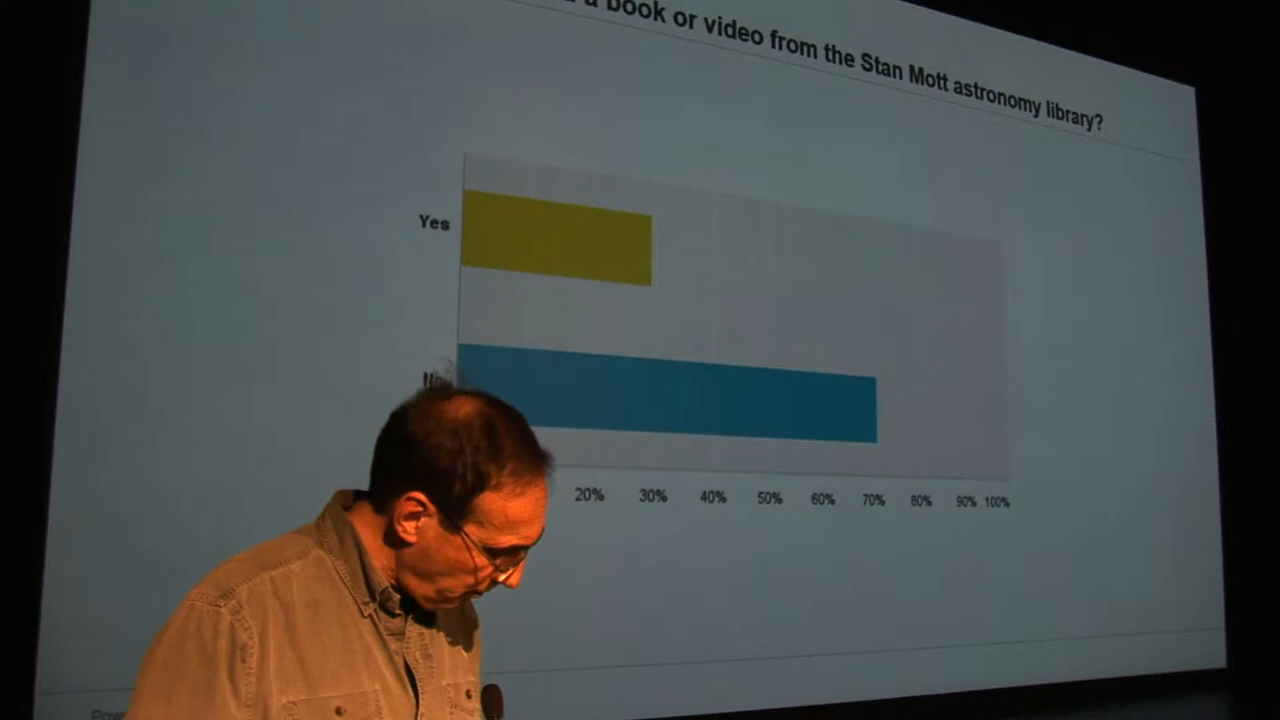 a book or video from the Stan Mott astronomy library?
Yes
20% 30% 40% 50% 60% 70% 80% 90% 100%